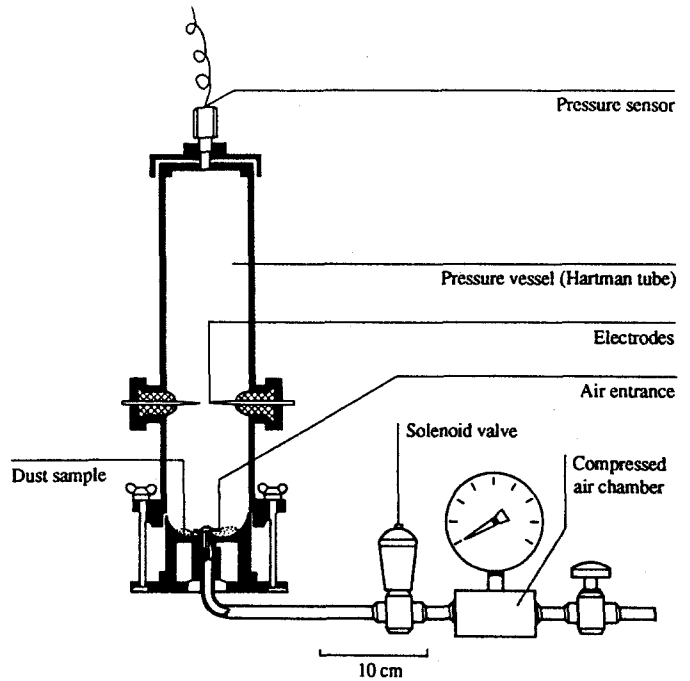 Pressure sensor
Pressure vessel (Hartman tube)
Electrodes
Air entrance
Solenoid valve
Compressed
air chamber
Dust sample
10 cm